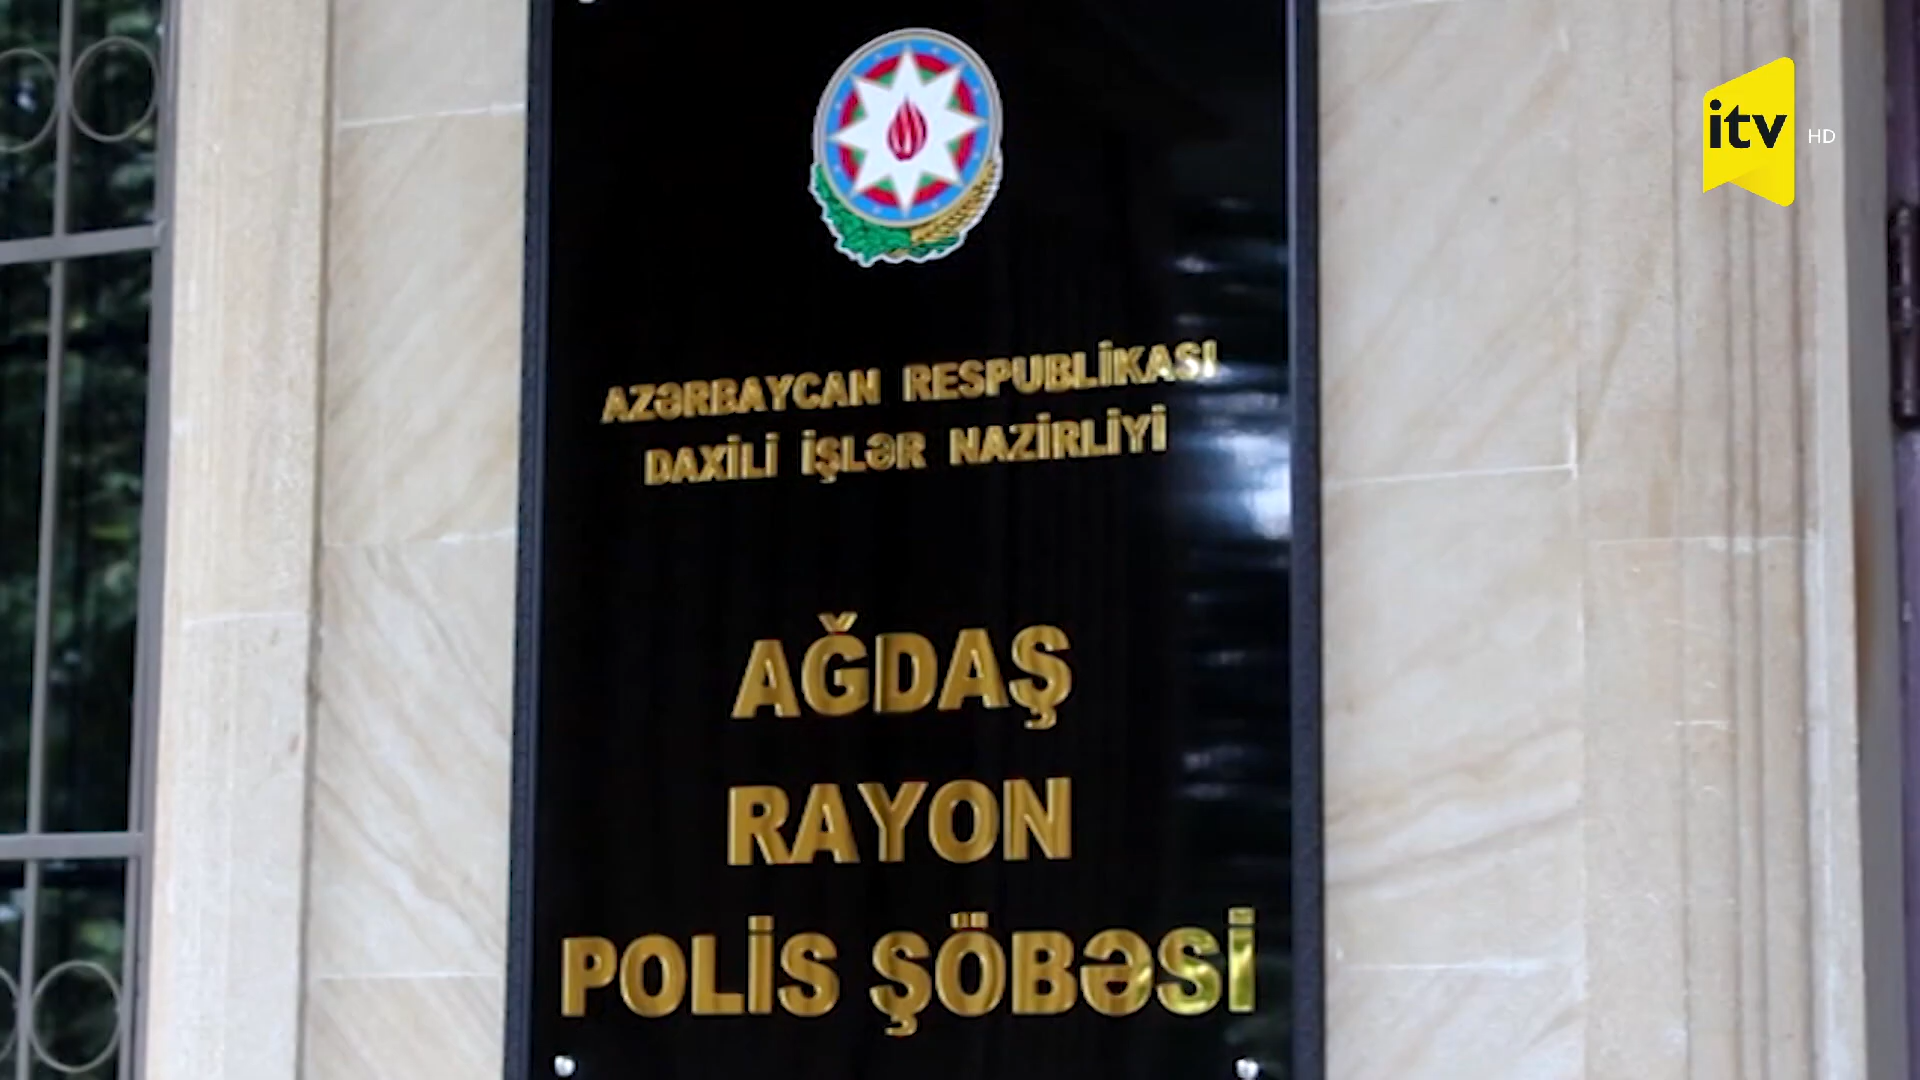 itv HD
AZƏRBAYCAN RESPUBLİKASI
DAXİLİ İŞLƏR NAZİRLİYİ
AĞDAŞ
RAYON
POLİS ŞÖBƏSİ